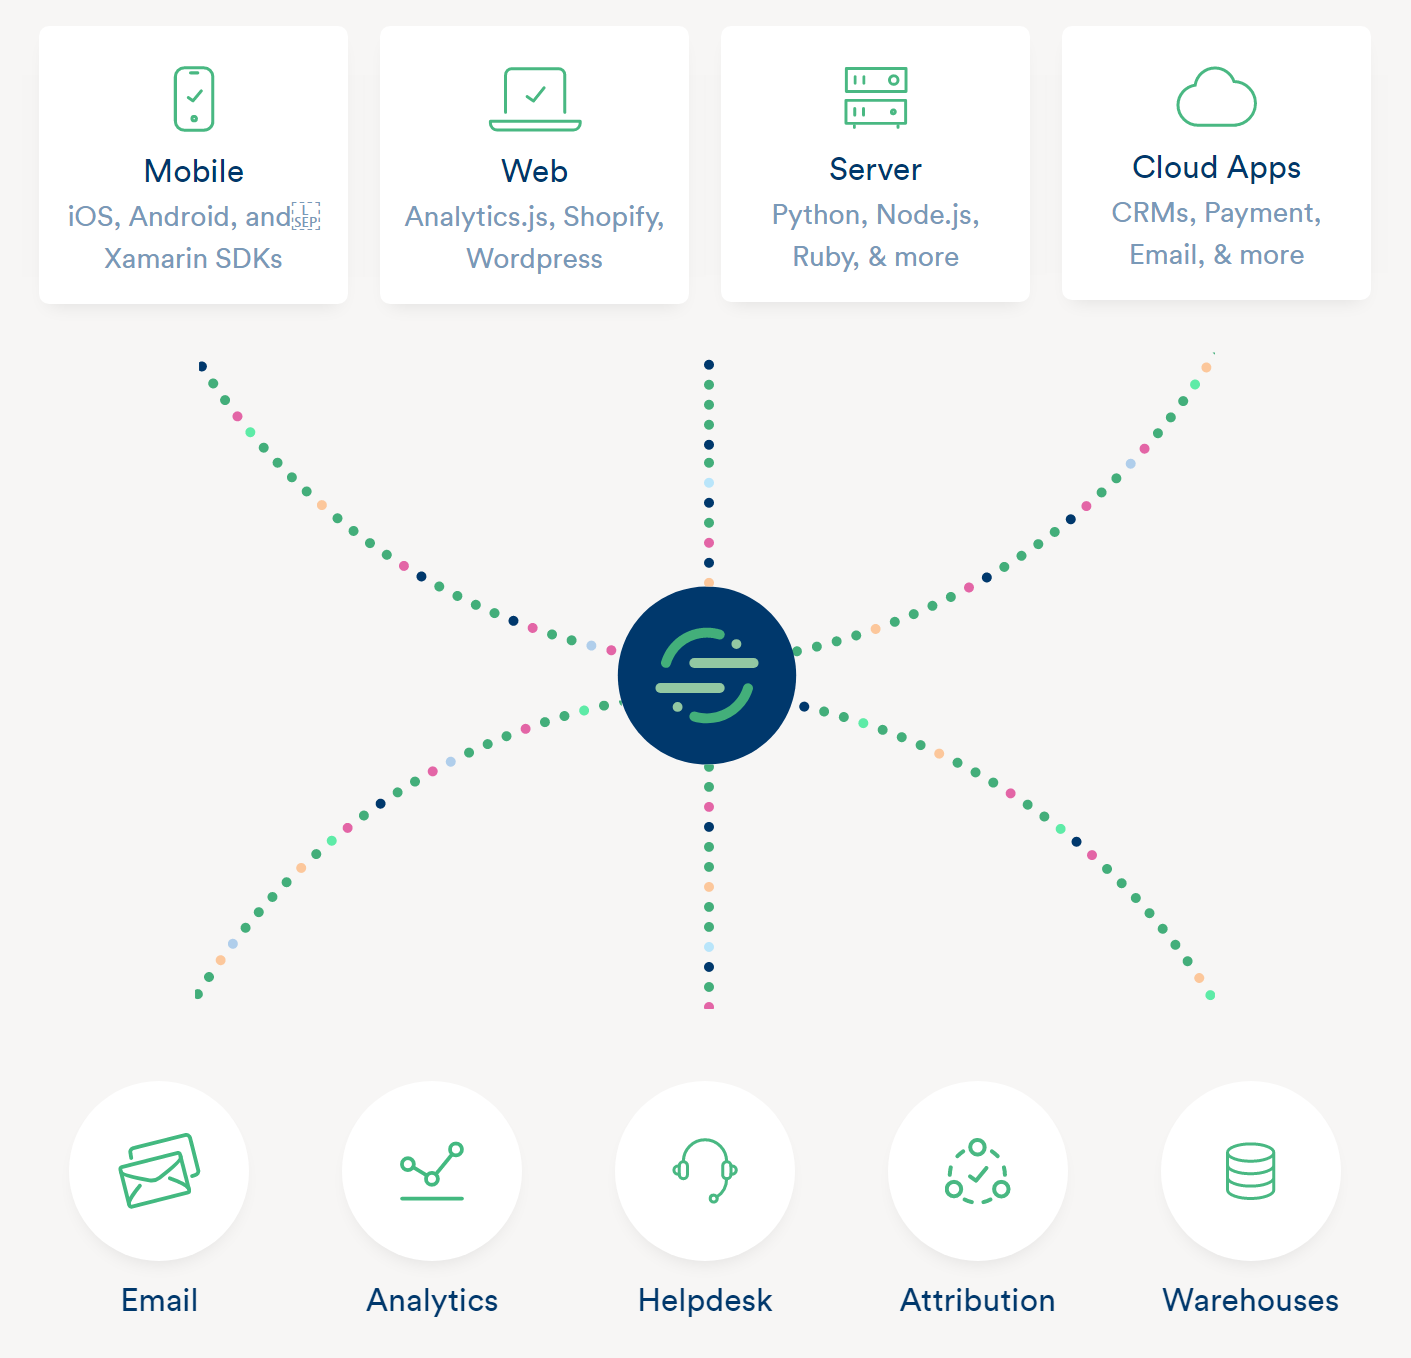 Mobile
iOS, Android, and
Xamarin SDKs
Web
Analytics.js, Shopify,
Wordpress
Server
Python, Node.js,
Ruby, & more
Cloud Apps
CRMs, Payment,
Email, & more
Email
Analytics
Helpdesk
Attribution
Warehouses